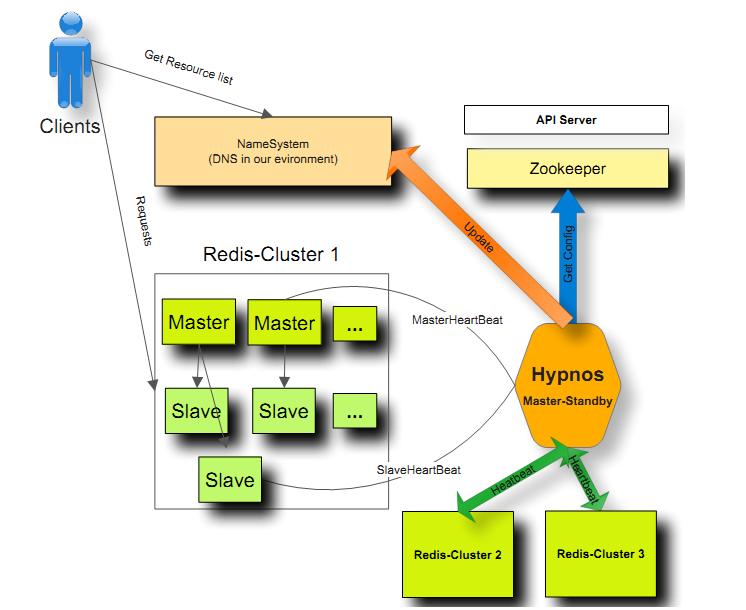 Get Resource list
Clients
API Server
NameSystem
(DNS in our evironment)
Zookeeper
Requests
Update
Get Config
Redis-Cluster 1
Master
Master
...
MasterHeartBeat
Hypnos
Master-Standby
Slave
Slave
...
Slave
SlaveHeartBeat
Heatbeat
Heartbeat
Redis-Cluster 2
Redis-Cluster 3